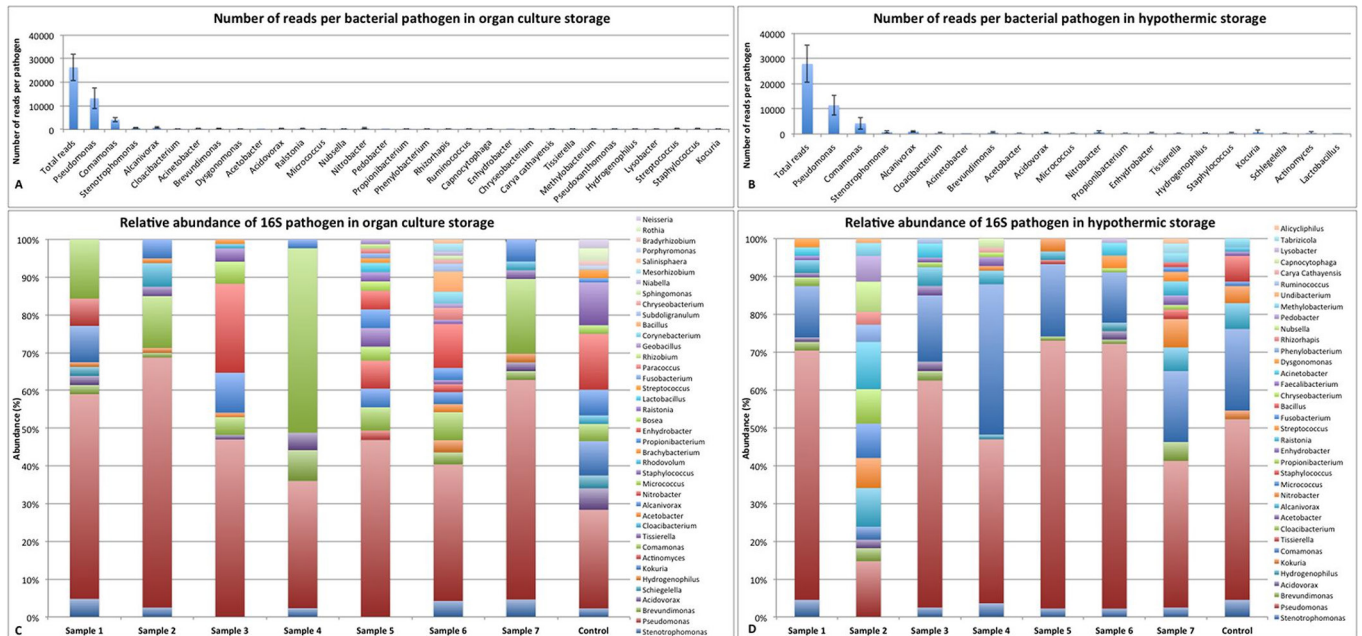 Number of reads per bacterial pathogen in organ culture storage
Number of reads per pathogen
40000
30000
20000
10000
0
Total reads
Pseudomonas
Comamonas
Stenotrophomonas
Alcanivorax
Cloacibacterium
Acinetobacter
Brevundimonas
Dysgonomonas
Acetobacter
Acidovorax
Ralstonia
Micrococcus
Nubsella
Nitrobacter
Pedobacter
Propionibacterium
Phenylobacterium
Rhizorhapis
Ruminococcus
Capnocytophaga
Enhydrobacter
Chryseobacterium
Carya cathayensis
Tissierella
Methylobacterium
Pseudoxanthomonas
Hydrogenophilus
Lysobacter
Streptococcus
Staphylococcus
Kocuria
A
Number of reads per bacterial pathogen in hypothermic storage
Number of reads per pathogen
40000
30000
20000
10000
0
Total reads
Pseudomonas
Comamonas
Stenotrophomonas
Alcanivorax
Cloacibacterium
Acinetobacter
Brevundimonas
Acetobacter
Acidovorax
Micrococcus
Nitrobacter
Propionibacterium
Enhydrobacter
Tissierella
Hydrogenophilus
Staphylococcus
Kocuria
Schlegelella
Actinomyces
Lactobacillus
B
Relative abundance of 16S pathogen in organ culture storage
Abundance (%)
100%
90%
80%
70%
60%
50%
40%
30%
20%
10%
0%
Sample 1
Sample 2
Sample 3
Sample 4
Sample 5
Sample 6
Sample 7
Control
C
Neisseria
Rothia
Bradyrhizobium
Porphyromonas
Salinisphaera
Mesorhizobium
Niabella
Sphingomonas
Chryseobacterium
Subdoligranulum
Bacillus
Corynebacterium
Geobacillus
Rhizobium
Paracoccus
Fusobacterium
Streptococcus
Lactobacillus
Raistonia
Bosea
Enhydrobacter
Propionibacterium
Brachybacterium
Rhodovolum
Staphylococcus
Micrococcus
Nitrobacter
Alcanivorax
Acetobacter
Cloacibacterium
Tissierella
Comamonas
Actinomyces
Kokuria
Hydrogenophilus
Schiegelella
Acidovorax
Brevundimonas
Pseudomonas
Stenotrophomonas
Relative abundance of 16S pathogen in hypothermic storage
Abundance (%)
100%
90%
80%
70%
60%
50%
40%
30%
20%
10%
0%
Sample 1
Sample 2
Sample 3
Sample 4
Sample 5
Sample 6
Sample 7
Control
D
Alicycliphilus
Tabrizicola
Lysobacter
Capnocytophaga
Carya Cathayensis
Ruminococcus
Undibacterium
Methylobacterium
Pedobacter
Nubsella
Rhizorhapis
Phenylobacterium
Dysgonomonas
Acinetobacter
Faecalibacterium
Chryseobacterium
Bacillus
Fusobacterium
Streptococcus
Raistonia
Enhydrobacter
Propionibacterium
Staphylococcus
Micrococcus
Nitrobacter
Alcanivorax
Acetobacter
Cloacibacterium
Tissierella
Comamonas
Kokuria
Hydrogenophilus
Acidovorax
Brevundimonas
Pseudomonas
Stenotrophomonas